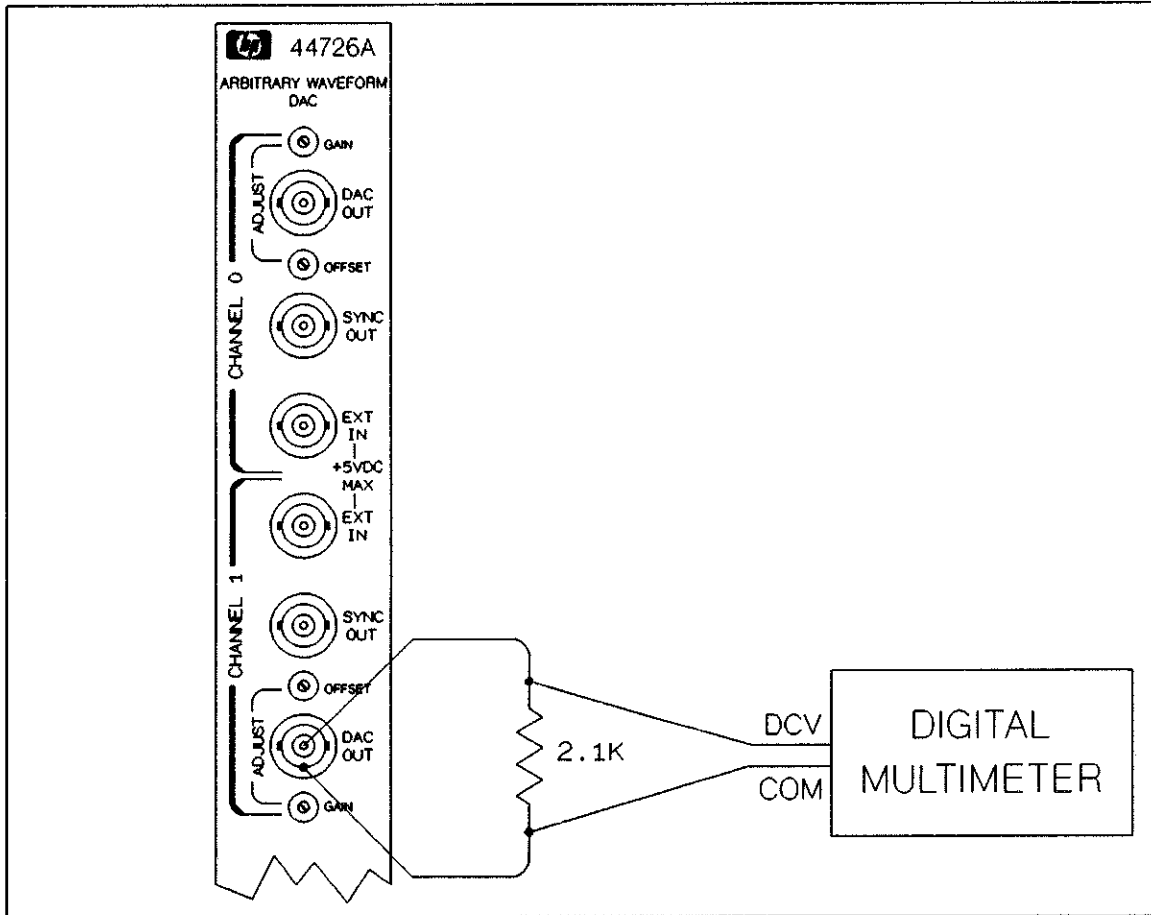 hp 44726A
ARBITRARY WAVEFORM
DAC
CHANNEL 0
ADJUST
GAIN
DAC
OUT
OFFSET
SYNC
OUT
EXT
IN
+5VDC
MAX
EXT
IN
CHANNEL 1
SYNC
OUT
ADJUST
OFFSET
DAC
OUT
GAIN
2.1K
DCV
COM
DIGITAL
MULTIMETER